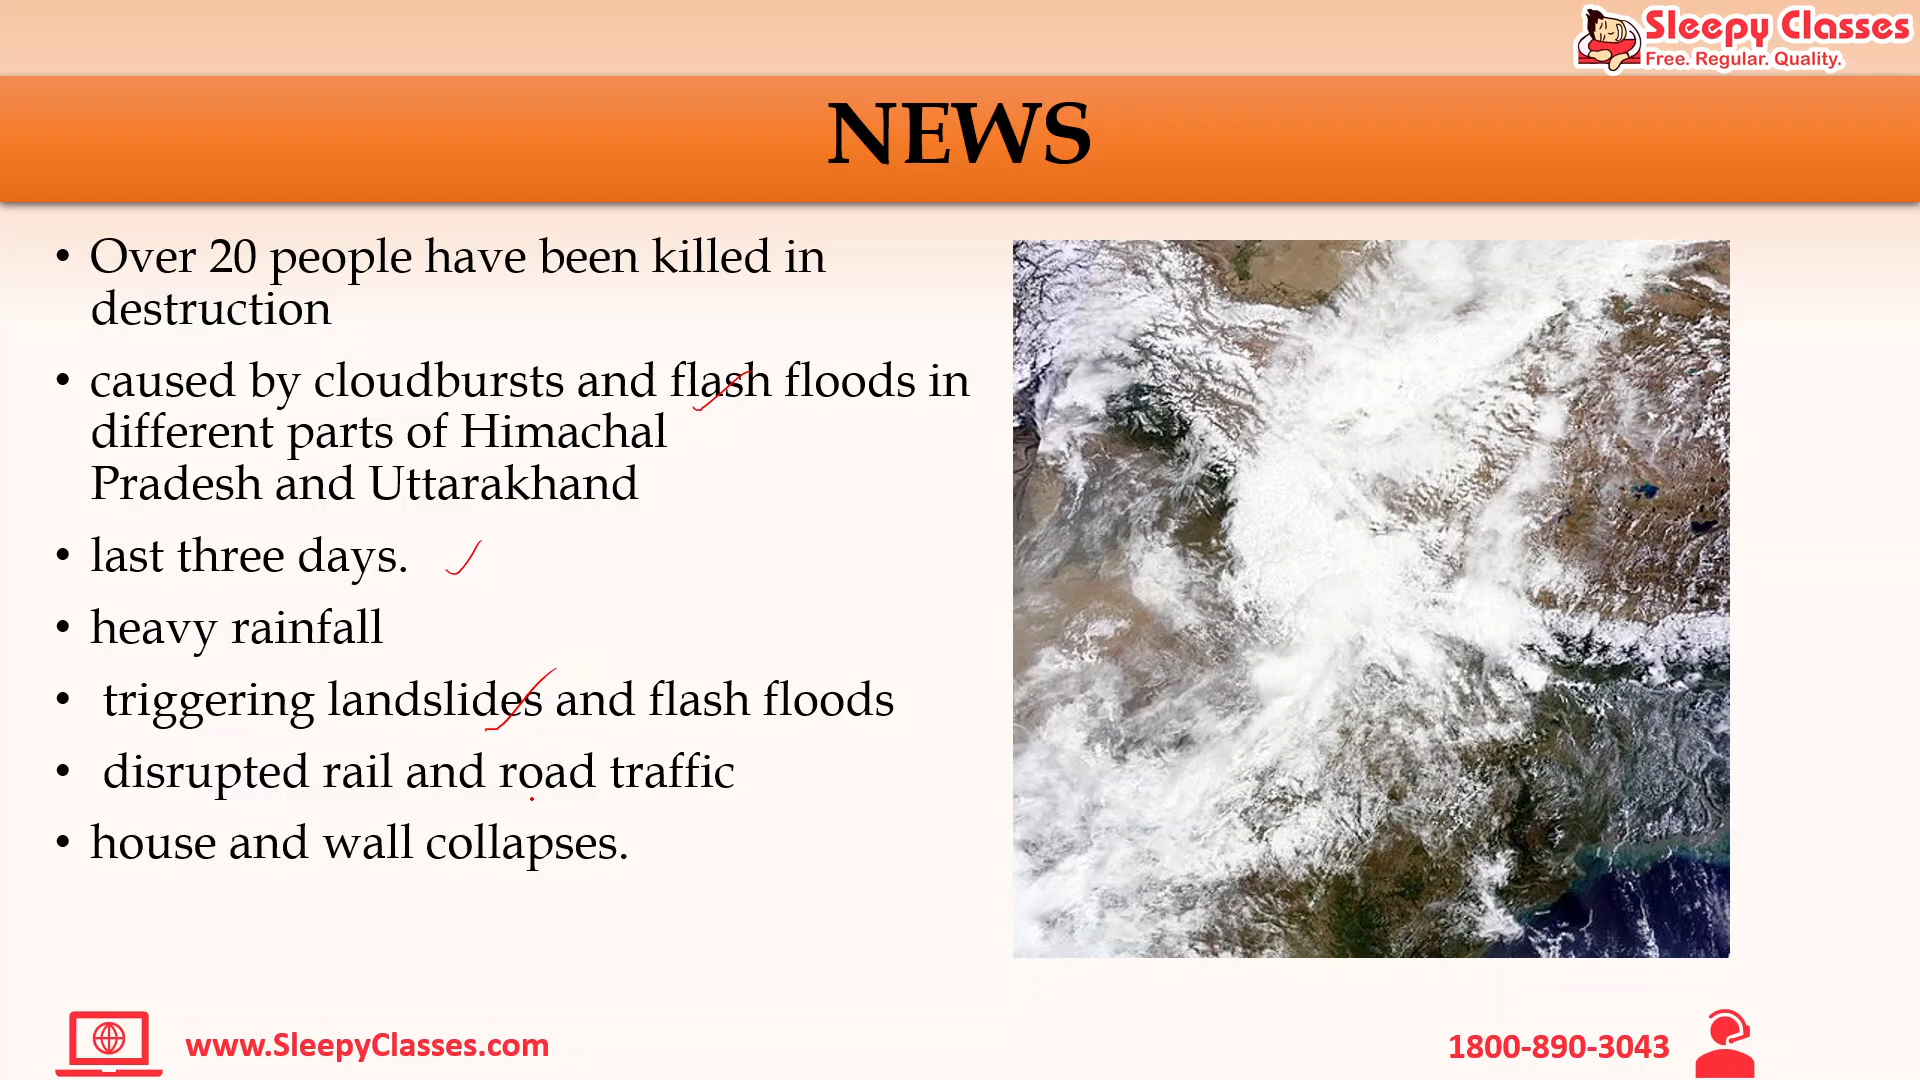 Sleepy Classes
Free. Regular. Quality.
NEWS
• Over 20 people have been killed in
destruction
• caused by cloudbursts and flash floods in
different parts of Himachal
Pradesh and Uttarakhand
• last three days.
• heavy rainfall
• triggering landslides and flash floods
• disrupted rail and road traffic
• house and wall collapses.
www.SleepyClasses.com
1800-890-3043